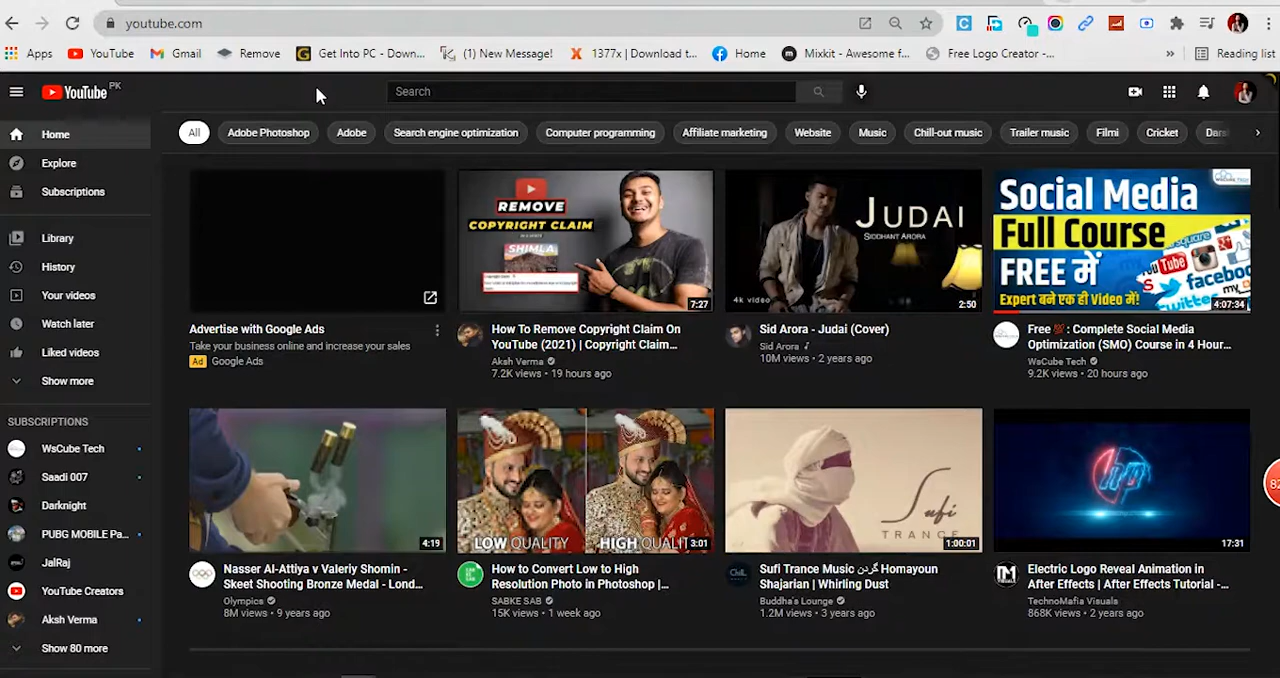 youtube.com
Apps YouTube Gmail Remove Get Into PC - Down... (1) New Message! 1377x | Download t... Home Mixkit - Awesome f... Free Logo Creator -... » Reading list
YouTube PK
Search
All Adobe Photoshop Adobe Search engine optimization Computer programming Affiliate marketing Website Music Chill-out music Trailer music Filmi Cricket
Home
Explore
Subscriptions
Library
History
Your videos
Watch later
Liked videos
Show more
SUBSCRIPTIONS
WsCube Tech
Saadi 007
Darknight
PUBG MOBILE Pa...
JalRaj
YouTube Creators
Aksh Verma
Show 80 more
Advertise with Google Ads
Take your business online and increase your sales
Ad Google Ads
REMOVE
COPYRIGHT CLAIM
SHIMLA
7:27
How To Remove Copyright Claim On
YouTube (2021) | Copyright Claim...
Aksh Verma
7.2K views • 19 hours ago
JUDAI
SIDDHANT ARORA
4k video
2:50
Sid Arora - Judai (Cover)
Sid Arora
10M views • 2 years ago
WSCUBE TECH
Social Media
Full Course
FREE में
Expert बने एक ही Video में!
square
YouTube
facebook
twitter
my
4:07:34
Free 💯 : Complete Social Media
Optimization (SMO) Course in 4 Hour...
WsCube Tech
9.2K views • 20 hours ago
4:19
Nasser Al-Attiya v Valeriy Shomin -
Skeet Shooting Bronze Medal - Lond...
Olympics
8M views • 9 years ago
LOW QUALITY HIGH QUALIT
3:01
How to Convert Low to High
Resolution Photo in Photoshop |...
SABKE SAB
15K views • 1 week ago
Sufi
TRANCE
1:00:01
Sufi Trance Music گردن Homayoun
Shajarian | Whirling Dust
Buddha's Lounge
1.2M views • 3 years ago
17:31
Electric Logo Reveal Animation in
After Effects | After Effects Tutorial -...
TechnoMafia Visuals
868K views • 2 years ago